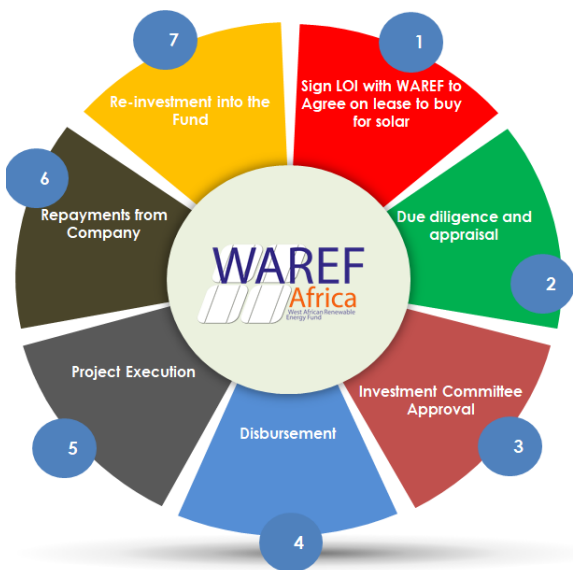 1
Sign LOI with WAREF to
Agree on lease to buy
for solar
2
Due diligence and
appraisal
3
Investment Committee
Approval
4
Disbursement
5
Project Execution
6
Repayments from
Company
7
Re-investment into the
Fund
WAREF
Africa
West African Renewable
Energy Fund